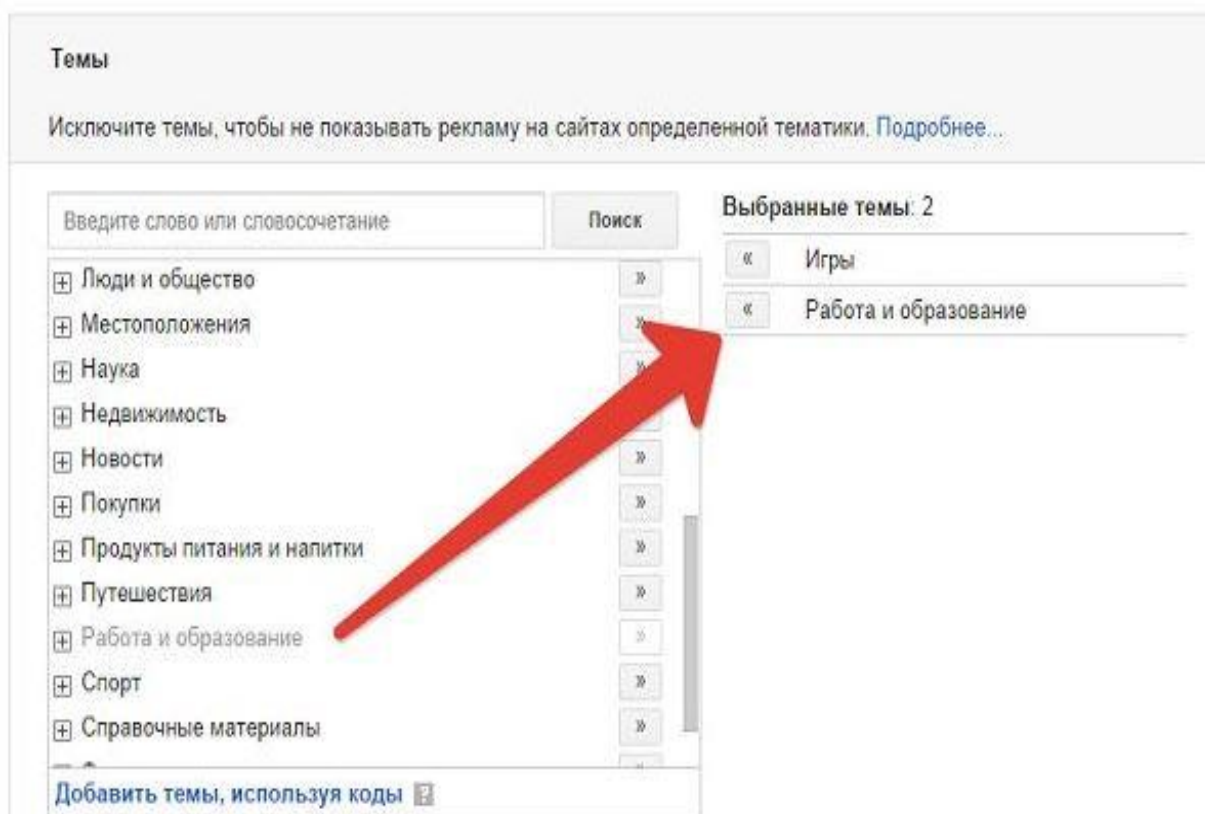 Темы
Исключите темы, чтобы не показывать рекламу на сайтах определенной тематики. Подробнее...
Введите слово или словосочетание
Поиск
Люди и общество »
Местоположения »
Наука »
Недвижимость
Новости »
Покупки »
Продукты питания и напитки »
Путешествия »
Работа и образование »
Спорт »
Справочные материалы »
Добавить темы, используя коды ?
Выбранные темы: 2
« Игры
« Работа и образование